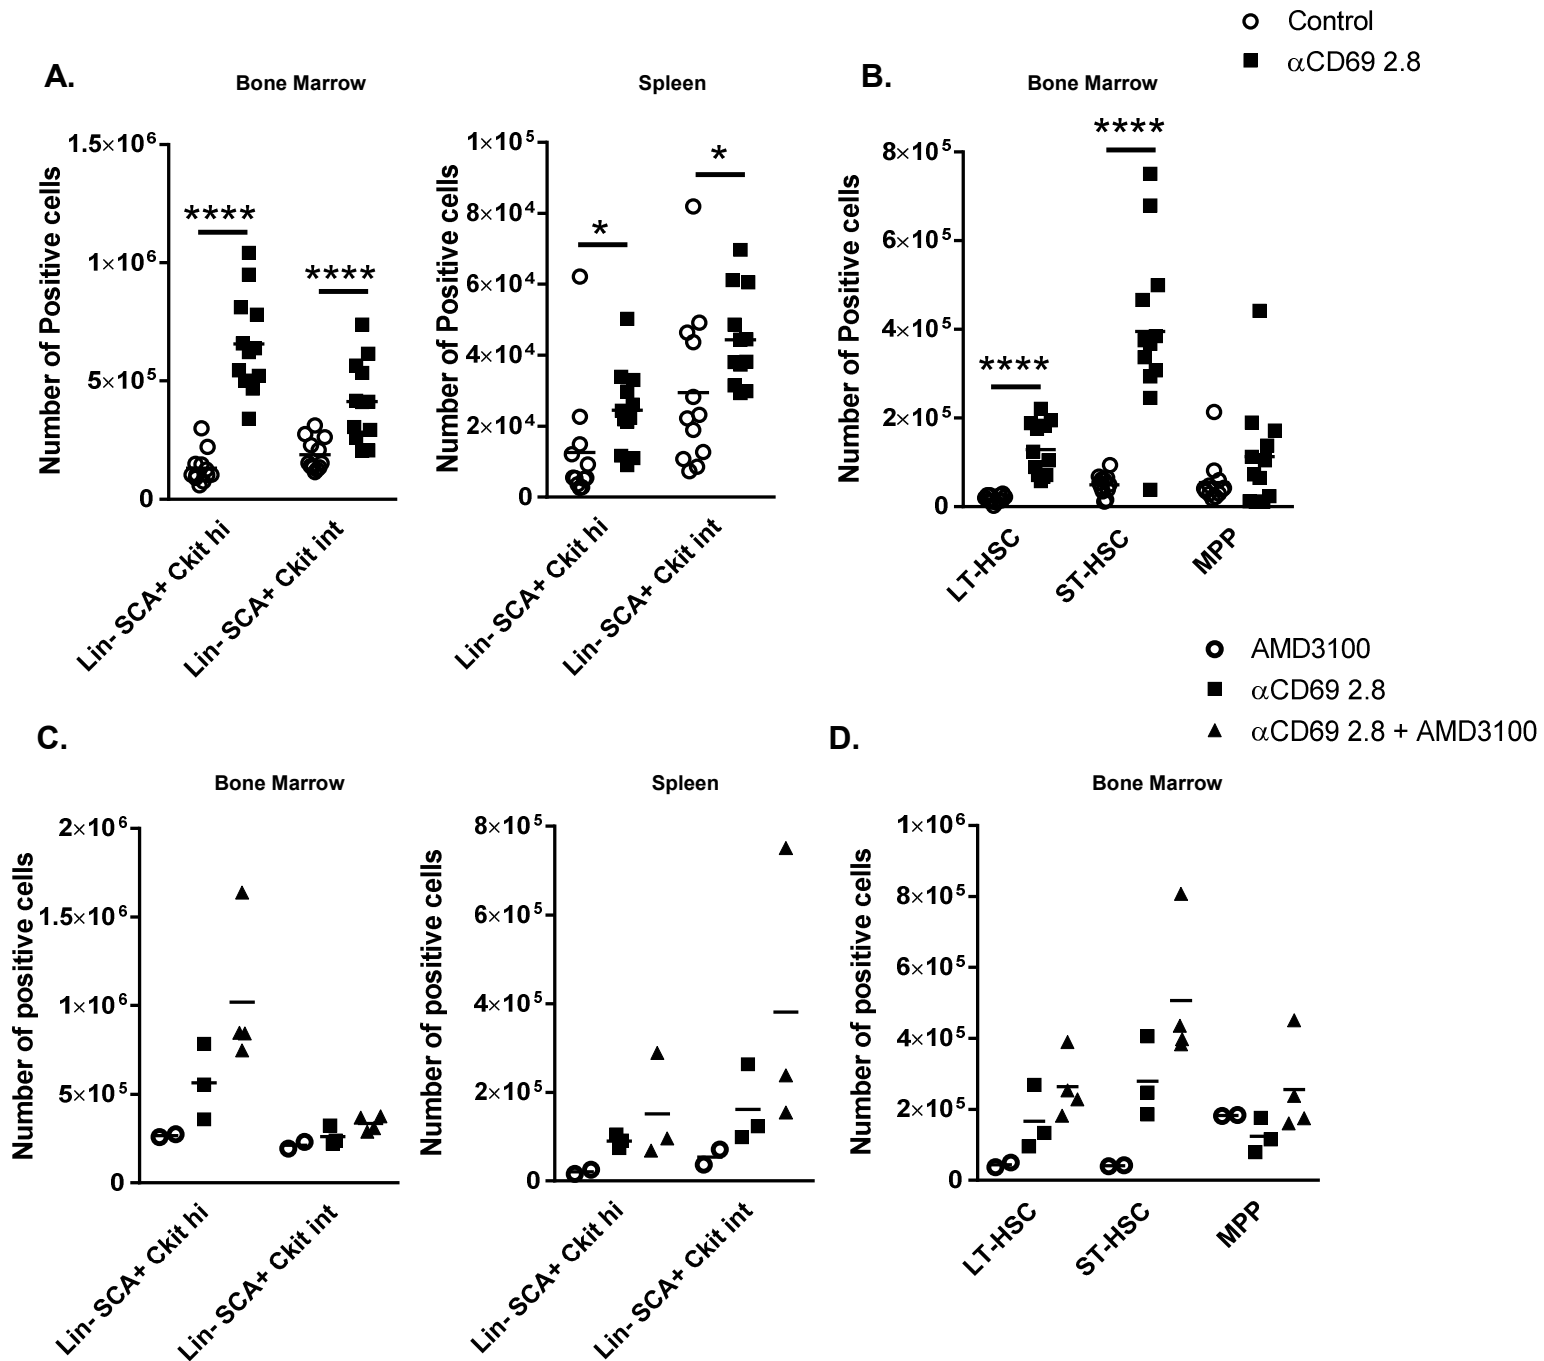 Control
αCD69 2.8
A.
Bone Marrow
Spleen
B.
Bone Marrow
Number of Positive cells
1.5×10⁶
1×10⁶
5×10⁵
0
****
****
Lin- SCA+ Ckit hi
Lin- SCA+ Ckit int
Number of Positive cells
1×10⁵
8×10⁴
6×10⁴
4×10⁴
2×10⁴
0
*
*
Lin- SCA+ Ckit hi
Lin- SCA+ Ckit int
Number of Positive cells
8×10⁵
6×10⁵
4×10⁵
2×10⁵
0
****
****
LT-HSC
ST-HSC
MPP
AMD3100
αCD69 2.8
αCD69 2.8 + AMD3100
C.
Bone Marrow
Spleen
D.
Bone Marrow
Number of positive cells
2×10⁶
1.5×10⁶
1×10⁶
5×10⁵
0
Lin- SCA+ Ckit hi
Lin- SCA+ Ckit int
Number of positive cells
8×10⁵
6×10⁵
4×10⁵
2×10⁵
0
Lin- SCA+ Ckit hi
Lin- SCA+ Ckit int
Number of positive cells
1×10⁶
8×10⁵
6×10⁵
4×10⁵
2×10⁵
0
LT-HSC
ST-HSC
MPP